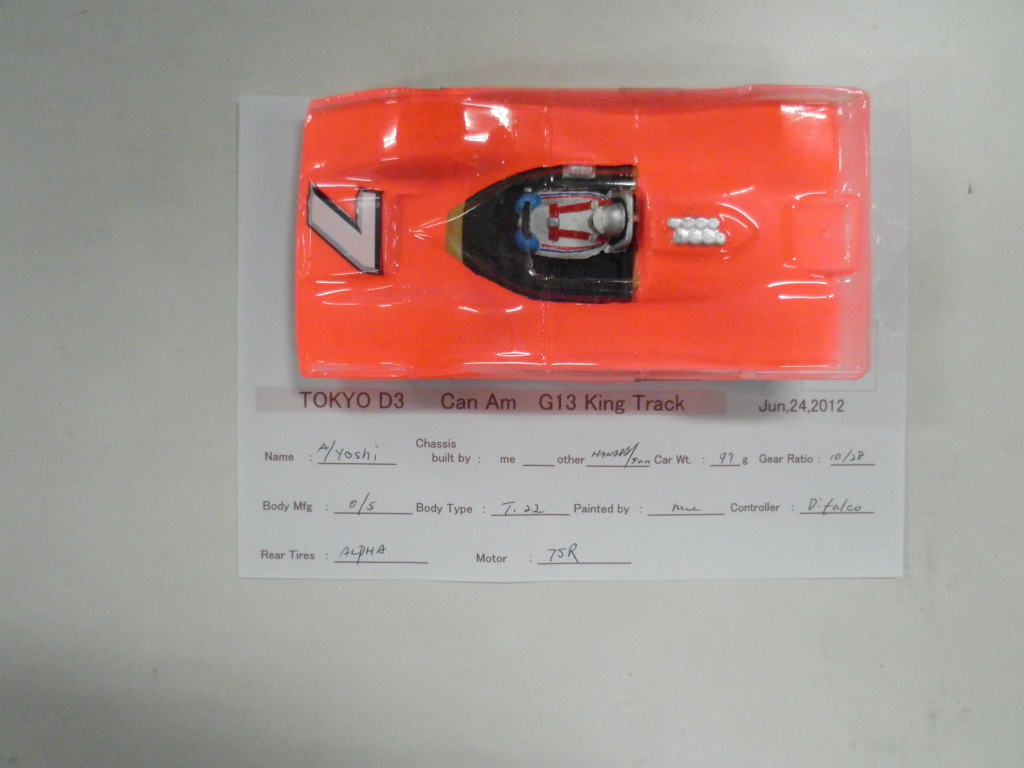 7
TOKYO D3 Can Am G13 King Track Jun,24,2012
Name : A/Yoshi Chassis built by : me other Car Wt. : 97 g Gear Ratio : 10/28
Body Mfg : O/S Body Type : T. 22 Painted by : me Controller : Difalco
Rear Tires : ALPHA Motor : TSR